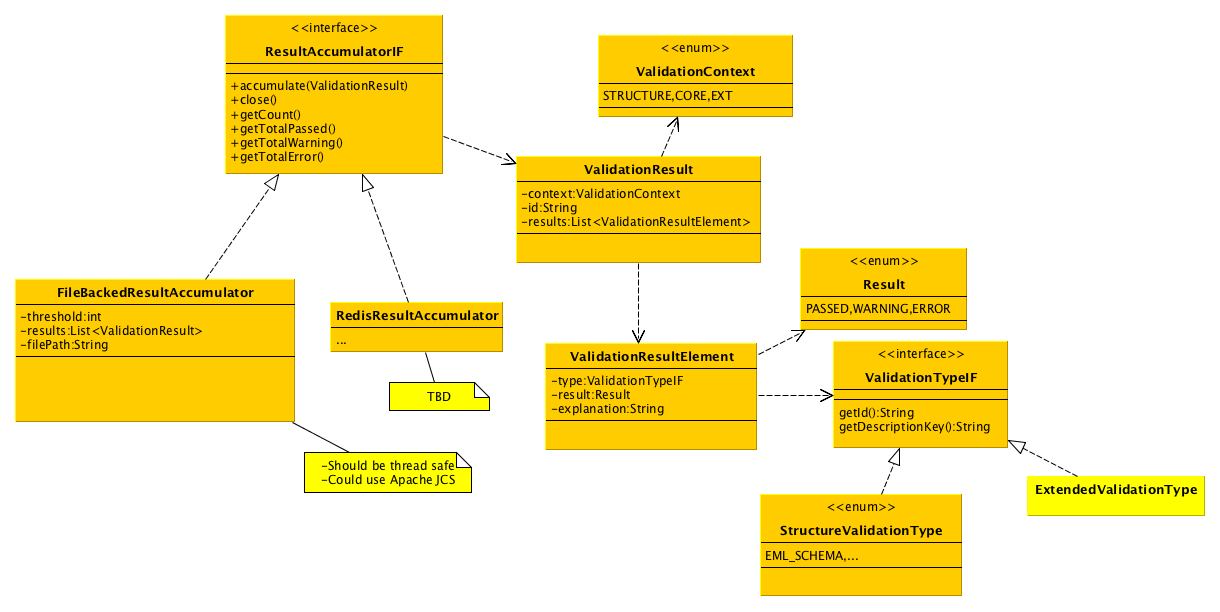 <<interface>>
ResultAccumulatorIF
+accumulate(ValidationResult)
+close()
+getCount()
+getTotalPassed()
+getTotalWarning()
+getTotalError()
<<enum>>
ValidationContext
STRUCTURE,CORE,EXT
ValidationResult
-context:ValidationContext
-id:String
-results:List<ValidationResultElement>
FileBackedResultAccumulator
-threshold:int
-results:List<ValidationResult>
-filePath:String
RedisResultAccumulator
...
TBD
-Should be thread safe
-Could use Apache JCS
<<enum>>
Result
PASSED,WARNING,ERROR
ValidationResultElement
-type:ValidationTypeIF
-result:Result
-explanation:String
<<interface>>
ValidationTypeIF
getId():String
getDescriptionKey():String
ExtendedValidationType
<<enum>>
StructureValidationType
EML_SCHEMA,...